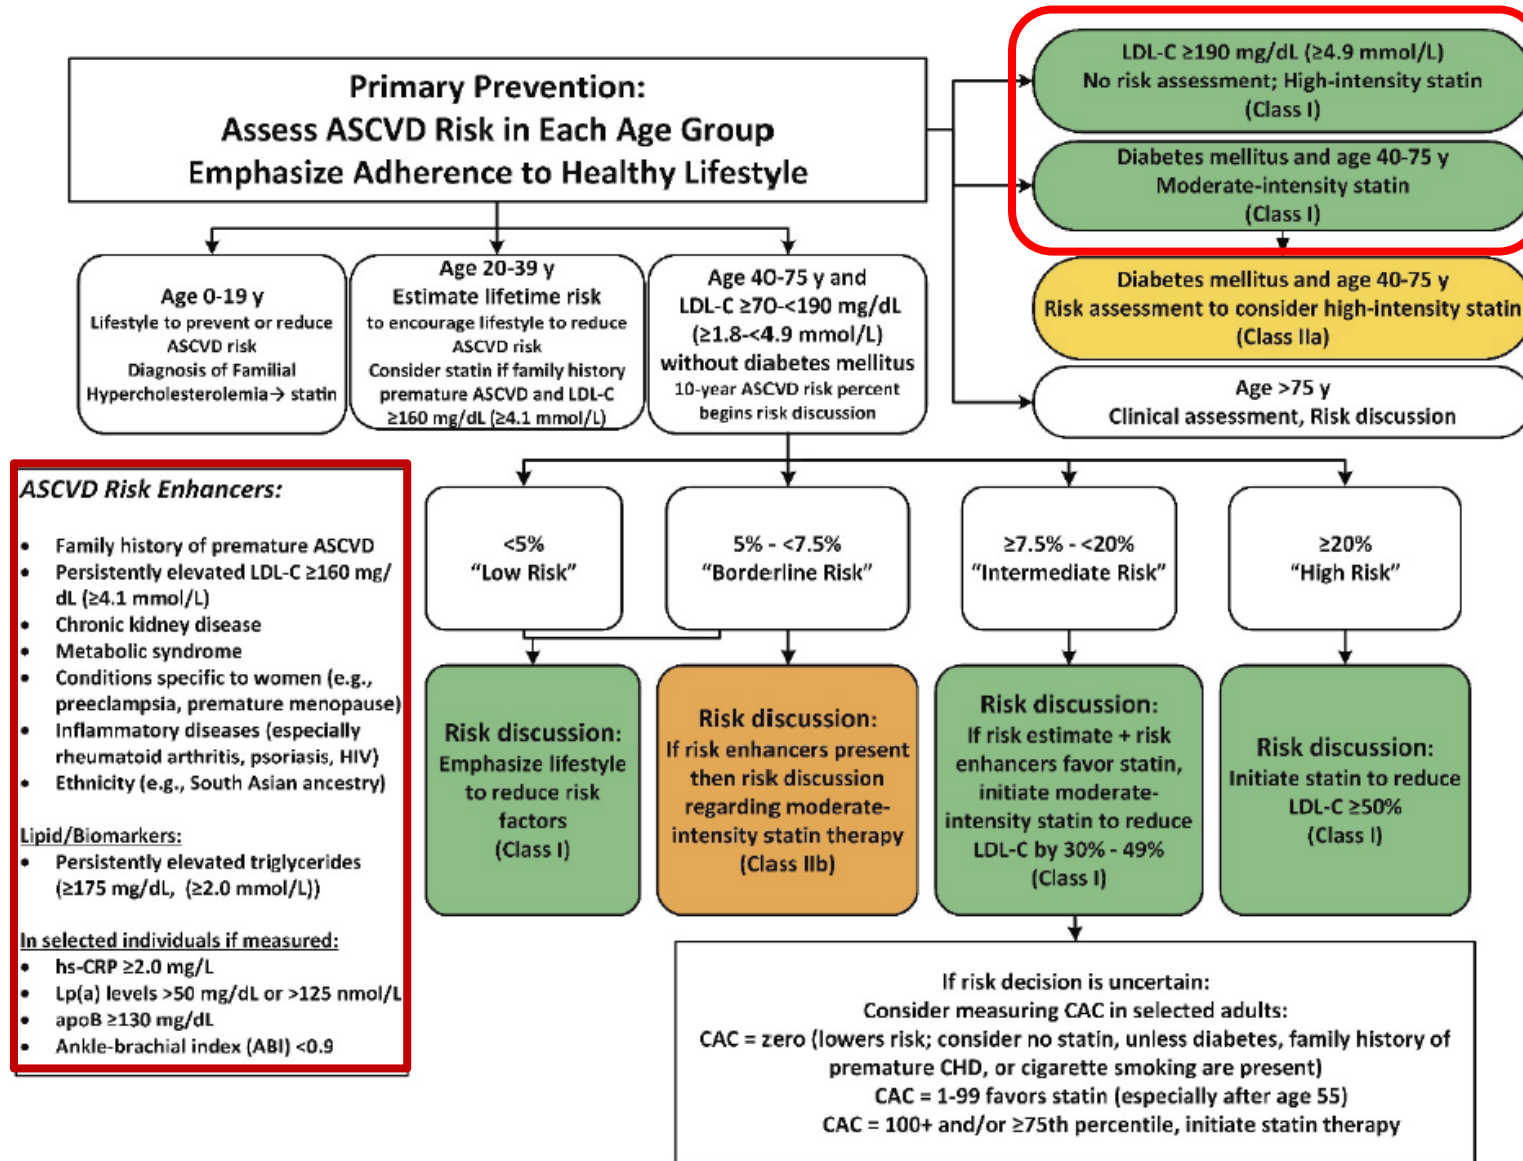 Primary Prevention:
Assess ASCVD Risk in Each Age Group
Emphasize Adherence to Healthy Lifestyle
LDL-C ≥190 mg/dL (≥4.9 mmol/L)
No risk assessment; High-intensity statin
(Class I)
Diabetes mellitus and age 40-75 y
Moderate-intensity statin
(Class I)
Diabetes mellitus and age 40-75 y
Risk assessment to consider high-intensity statin
(Class IIa)
Age >75 y
Clinical assessment, Risk discussion
Age 0-19 y
Lifestyle to prevent or reduce
ASCVD risk
Diagnosis of Familial
Hypercholesterolemia→ statin
Age 20-39 y
Estimate lifetime risk
to encourage lifestyle to reduce
ASCVD risk
Consider statin if family history
premature ASCVD and LDL-C
≥160 mg/dL (≥4.1 mmol/L)
Age 40-75 y and
LDL-C ≥70-<190 mg/dL
(≥1.8-<4.9 mmol/L)
without diabetes mellitus
10-year ASCVD risk percent
begins risk discussion
ASCVD Risk Enhancers:
• Family history of premature ASCVD
• Persistently elevated LDL-C ≥160 mg/
dL (≥4.1 mmol/L)
• Chronic kidney disease
• Metabolic syndrome
• Conditions specific to women (e.g.,
preeclampsia, premature menopause)
• Inflammatory diseases (especially
rheumatoid arthritis, psoriasis, HIV)
• Ethnicity (e.g., South Asian ancestry)
Lipid/Biomarkers:
• Persistently elevated triglycerides
(≥175 mg/dL, (≥2.0 mmol/L))
In selected individuals if measured:
• hs-CRP ≥2.0 mg/L
• Lp(a) levels >50 mg/dL or >125 nmol/L
• apoB ≥130 mg/dL
• Ankle-brachial index (ABI) <0.9
<5%
“Low Risk”
5% - <7.5%
“Borderline Risk”
≥7.5% - <20%
“Intermediate Risk”
≥20%
“High Risk”
Risk discussion:
Emphasize lifestyle
to reduce risk
factors
(Class I)
Risk discussion:
If risk enhancers present
then risk discussion
regarding moderate-
intensity statin therapy
(Class IIb)
Risk discussion:
If risk estimate + risk
enhancers favor statin,
initiate moderate-
intensity statin to reduce
LDL-C by 30% - 49%
(Class I)
Risk discussion:
Initiate statin to reduce
LDL-C ≥50%
(Class I)
If risk decision is uncertain:
Consider measuring CAC in selected adults:
CAC = zero (lowers risk; consider no statin, unless diabetes, family history of
premature CHD, or cigarette smoking are present)
CAC = 1-99 favors statin (especially after age 55)
CAC = 100+ and/or ≥75th percentile, initiate statin therapy